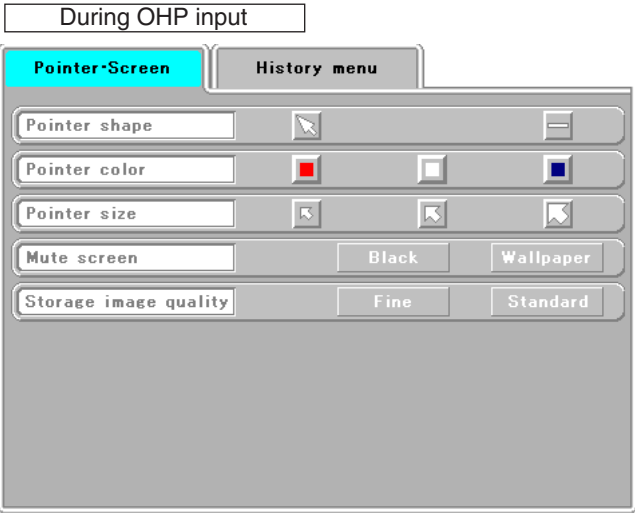 During OHP input
Pointer·Screen History menu
Pointer shape
Pointer color
Pointer size
Mute screen Black Wallpaper
Storage image quality Fine Standard